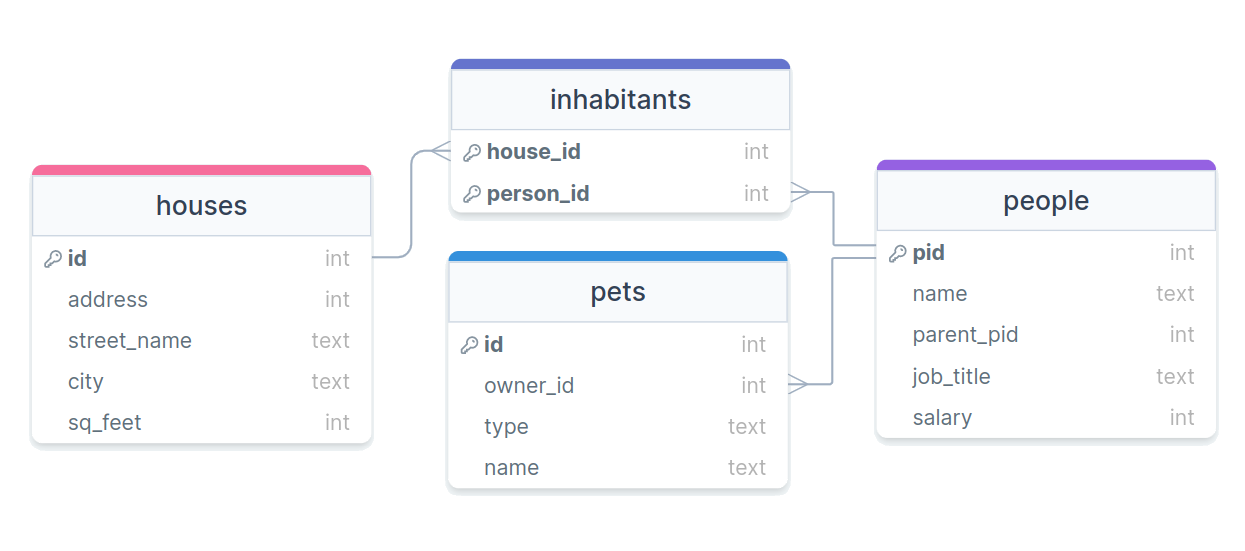 houses
id int
address int
street_name text
city text
sq_feet int
inhabitants
house_id int
person_id int
pets
id int
owner_id int
type text
name text
people
pid int
name text
parent_pid int
job_title text
salary int